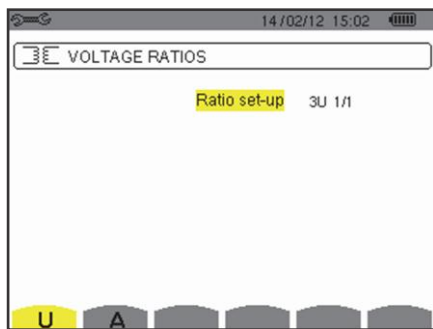 14/02/12 15:02
VOLTAGE RATIOS
Ratio set-up 3U 1/1
U A